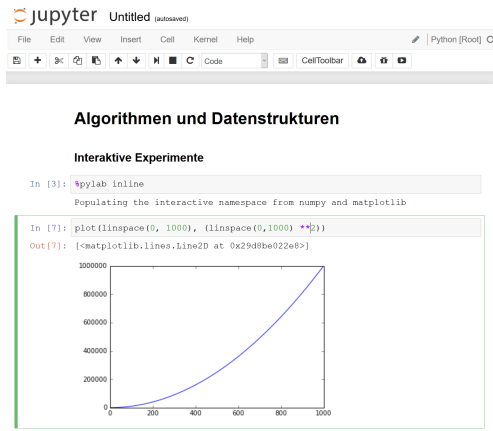 jupyter Untitled (autosaved)
File Edit View Insert Cell Kernel Help Python [Root]
Code CellToolbar
Algorithmen und Datenstrukturen
Interaktive Experimente
In [3]: %pylab inline
Populating the interactive namespace from numpy and matplotlib
In [7]: plot(linspace(0, 1000), (linspace(0,1000) **2))
Out[7]: [<matplotlib.lines.Line2D at 0x29d8be022e8>]
1000000
800000
600000
400000
200000
0
0 200 400 600 800 1000